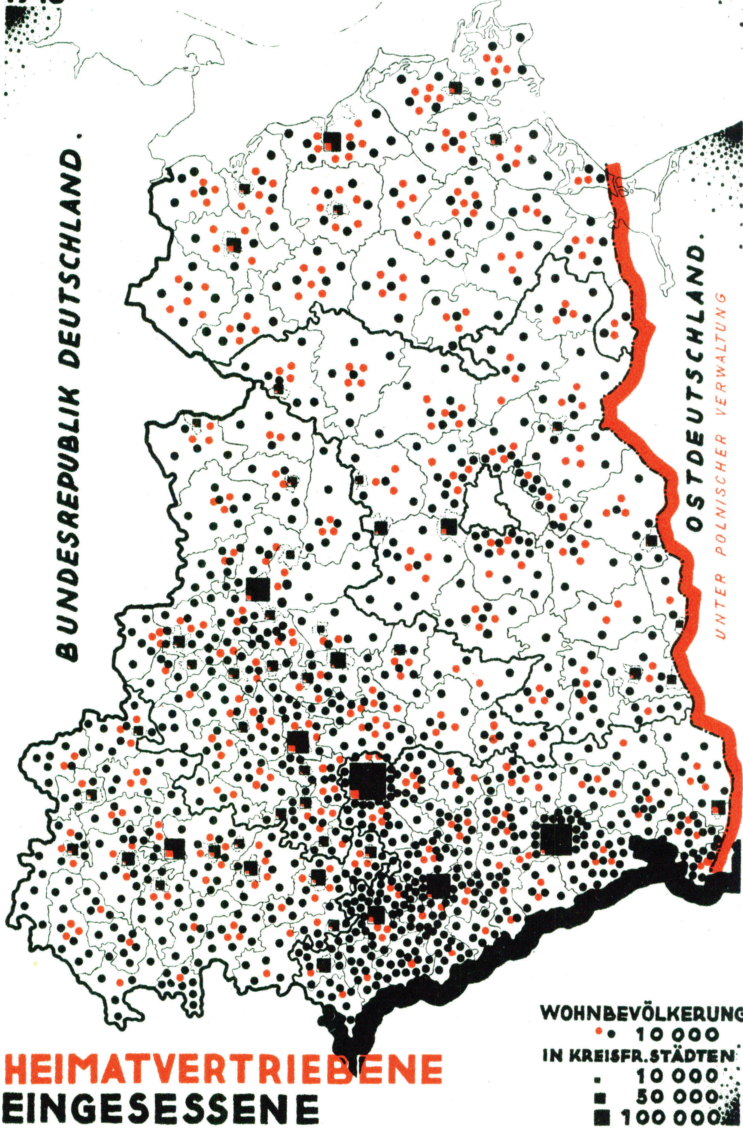 BUNDESREPUBLIK DEUTSCHLAND.
OSTDEUTSCHLAND.
UNTER POLNISCHER VERWALTUNG
HEIMATVERTRIEBENE
EINGESESSENE
WOHNBEVÖLKERUNG
10 000
IN KREISFR.STÄDTEN
10 000
50 000
100 000